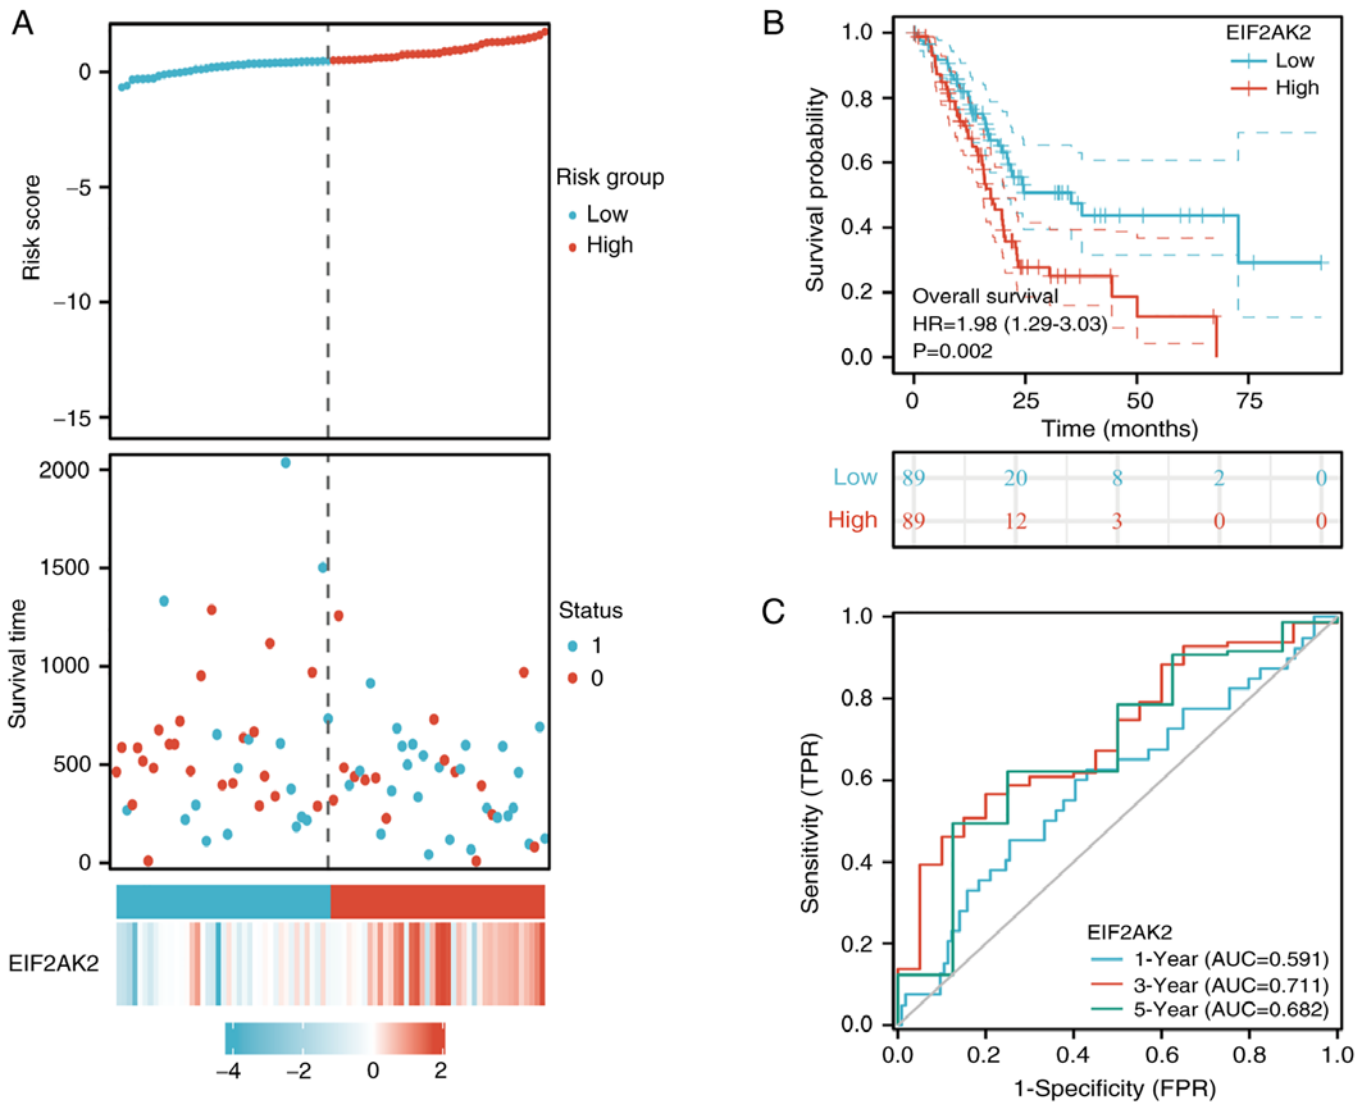 A
0
−5
−10
−15
Risk score
Risk group
Low
High
2000
1500
1000
500
0
Survival time
Status
1
0
EIF2AK2
−4 −2 0 2
B
1.0
0.8
0.6
0.4
0.2
0.0
Survival probability
EIF2AK2
Low
High
Overall survival
HR=1.98 (1.29-3.03)
P=0.002
0 25 50 75
Time (months)
Low 89 20 8 2 0
High 89 12 3 0 0
C
1.0
0.8
0.6
0.4
0.2
0.0
Sensitivity (TPR)
EIF2AK2
1-Year (AUC=0.591)
3-Year (AUC=0.711)
5-Year (AUC=0.682)
0.0 0.2 0.4 0.6 0.8 1.0
1-Specificity (FPR)